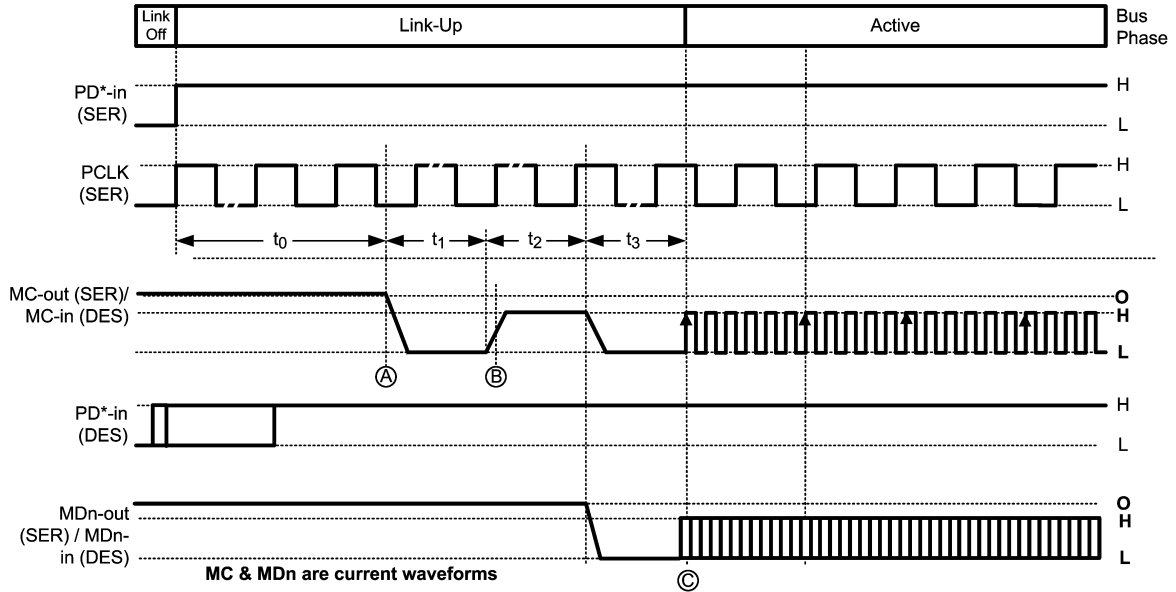 Link
Off
Link-Up
Active
Bus
Phase
PD*-in
(SER)
H
L
PCLK
(SER)
H
L
t0
t1
t2
t3
MC-out (SER)/
MC-in (DES)
O
H
L
A
B
PD*-in
(DES)
H
L
MDn-out
(SER) / MDn-
in (DES)
O
H
L
MC & MDn are current waveforms
C